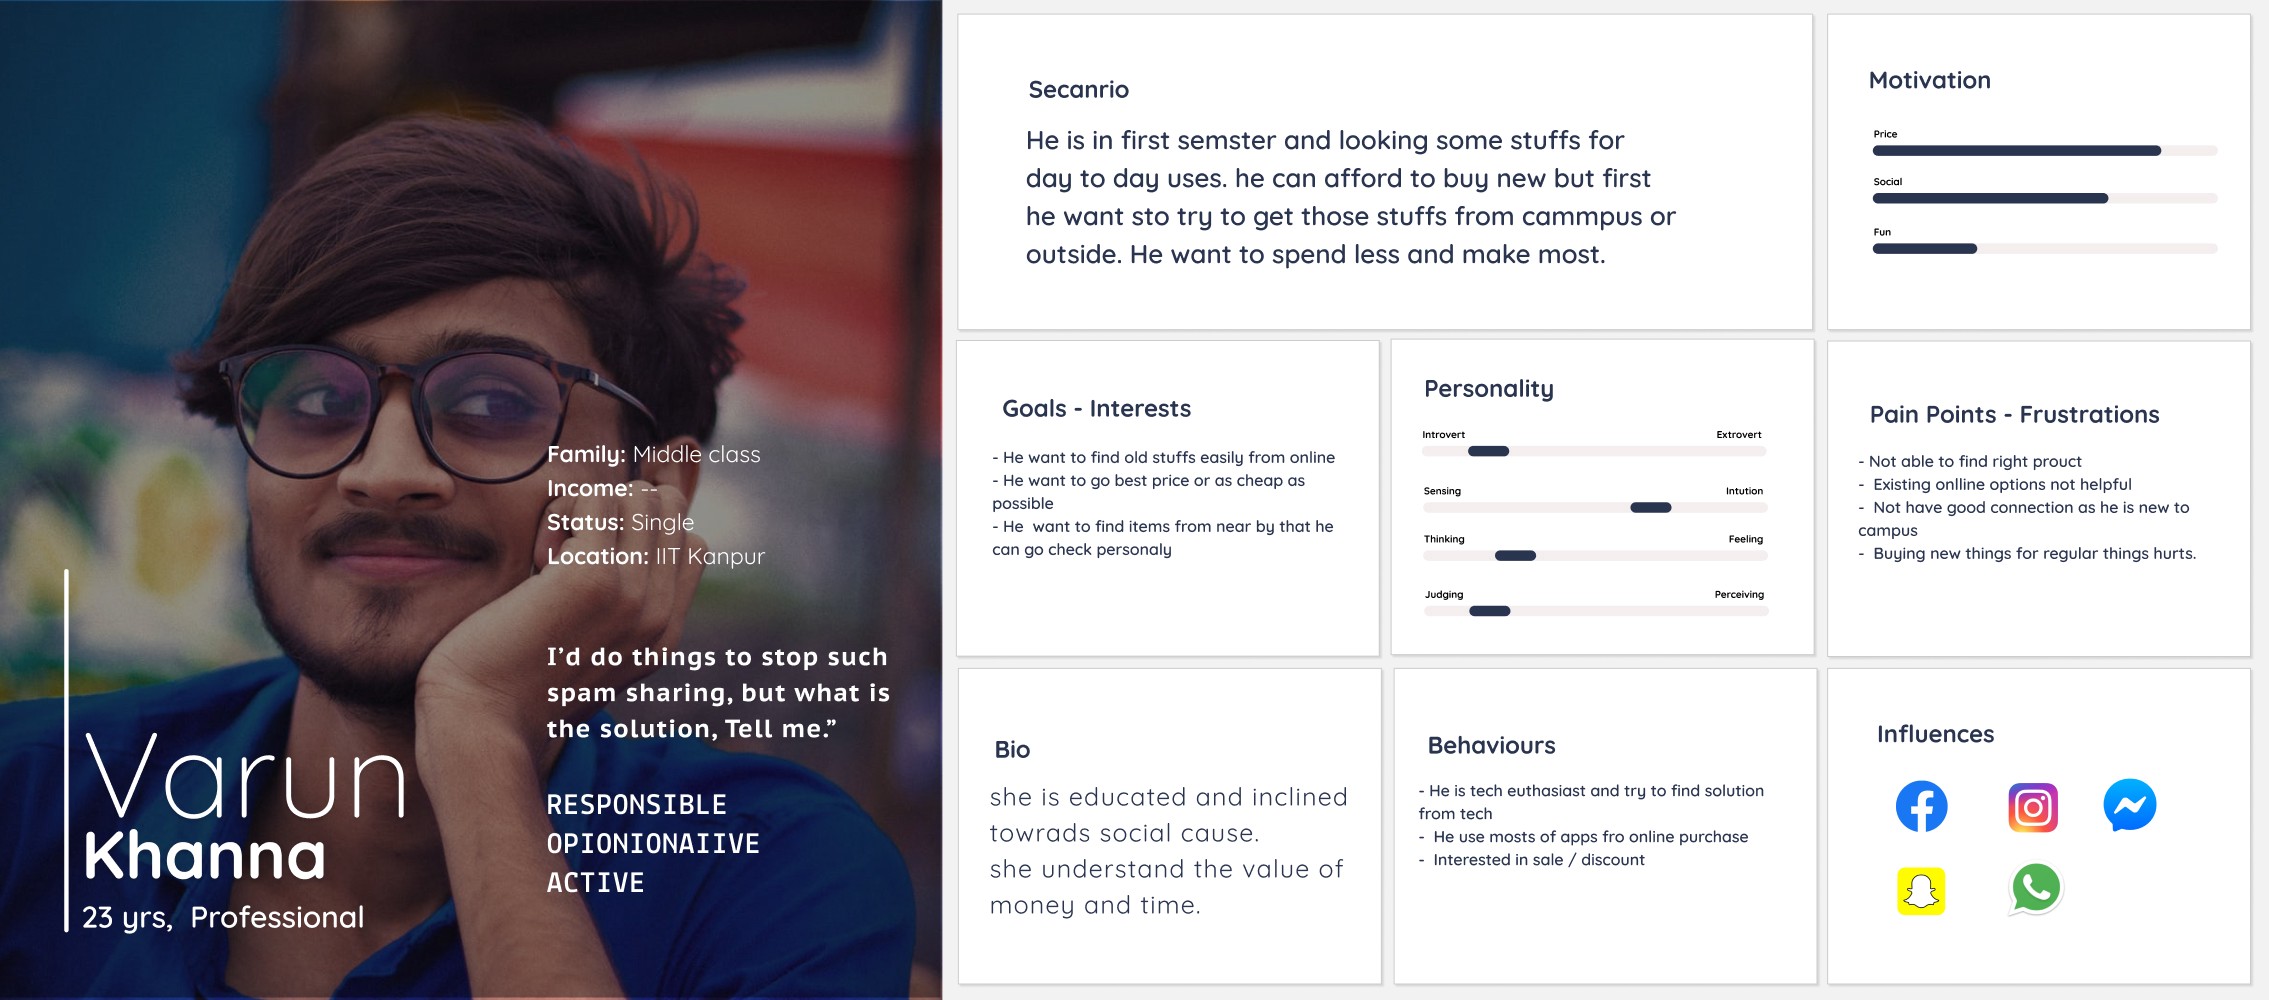 Family: Middle class
Income: --
Status: Single
Location: IIT Kanpur
I’d do things to stop such
spam sharing, but what is
the solution, Tell me.”
RESPONSIBLE
OPIONIONAIIVE
ACTIVE
Varun
Khanna
23 yrs,  Professional
Secanrio
He is in first semster and looking some stuffs for
day to day uses. he can afford to buy new but first
he want sto try to get those stuffs from cammpus or
outside. He want to spend less and make most.
Motivation
Price
Social
Fun
Goals - Interests
- He want to find old stuffs easily from online
- He want to go best price or as cheap as
possible
- He  want to find items from near by that he
can go check personaly
Personality
Introvert Extrovert
Sensing Intution
Thinking Feeling
Judging Perceiving
Pain Points - Frustrations
- Not able to find right prouct
-  Existing onlline options not helpful
-  Not have good connection as he is new to
campus
-  Buying new things for regular things hurts.
Bio
she is educated and inclined
towrads social cause.
she understand the value of
money and time.
Behaviours
- He is tech euthasiast and try to find solution
from tech
-  He use mosts of apps fro online purchase
-  Interested in sale / discount
Influences